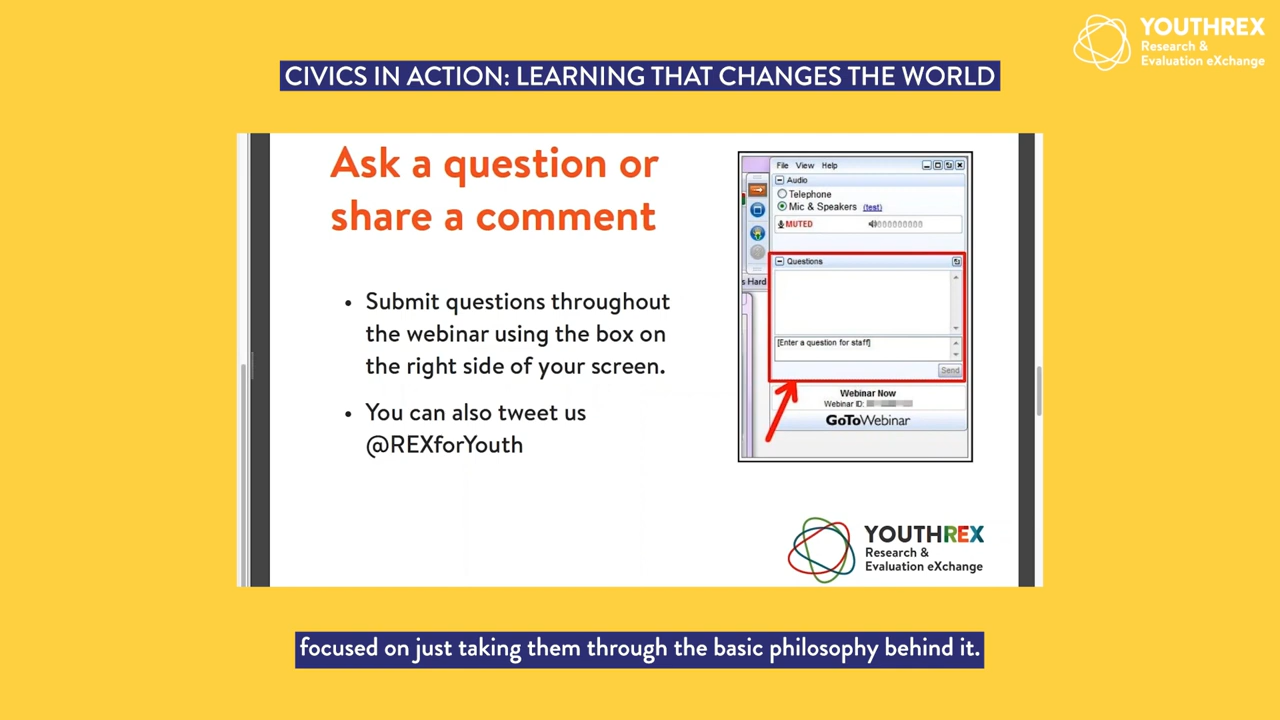 YOUTHREX
Research &
Evaluation eXchange
CIVICS IN ACTION: LEARNING THAT CHANGES THE WORLD
Ask a question or
share a comment
• Submit questions throughout
the webinar using the box on
the right side of your screen.
• You can also tweet us
@REXforYouth
File View Help
Audio
Telephone
Mic & Speakers (test)
MUTED
Questions
s Hard
[Enter a question for staff]
Send
Webinar Now
Webinar ID:
GoToWebinar
YOUTHREX
Research &
Evaluation eXchange
focused on just taking them through the basic philosophy behind it.